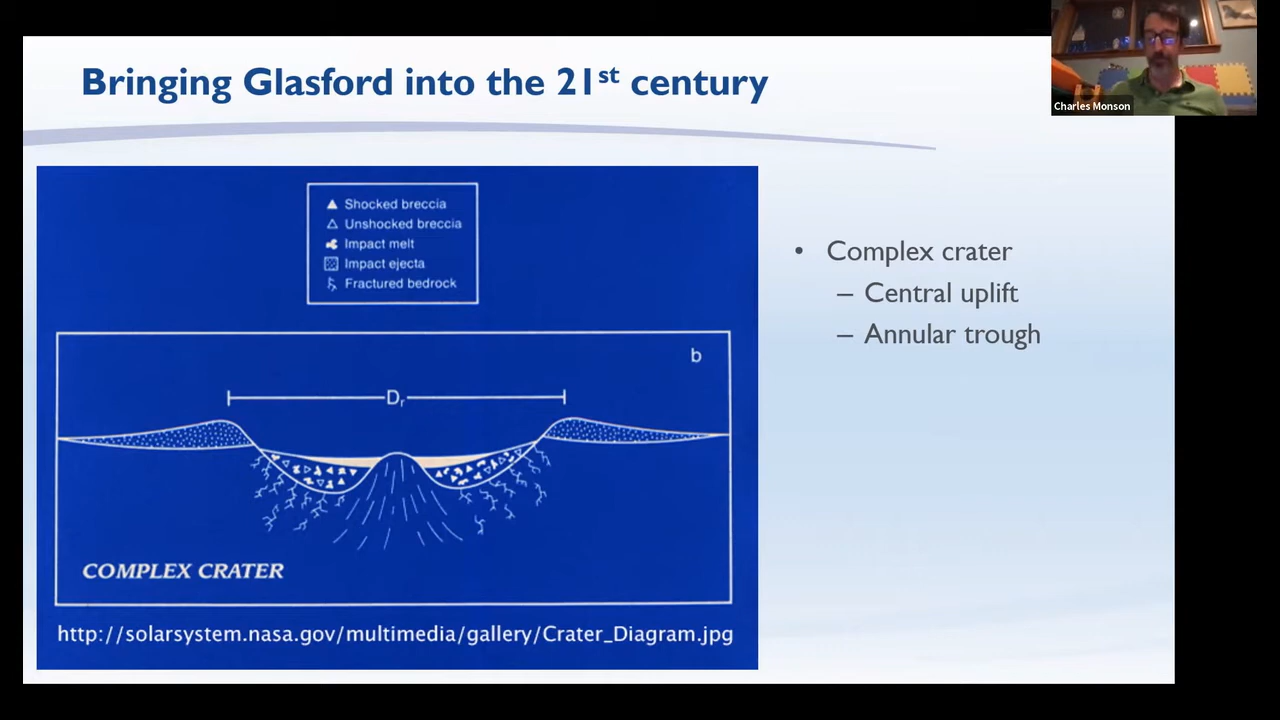 Bringing Glasford into the 21st century
Charles Monson
Shocked breccia
Unshocked breccia
Impact melt
Impact ejecta
Fractured bedrock
b
Dr
COMPLEX CRATER
http://solarsystem.nasa.gov/multimedia/gallery/Crater_Diagram.jpg
• Complex crater
– Central uplift
– Annular trough